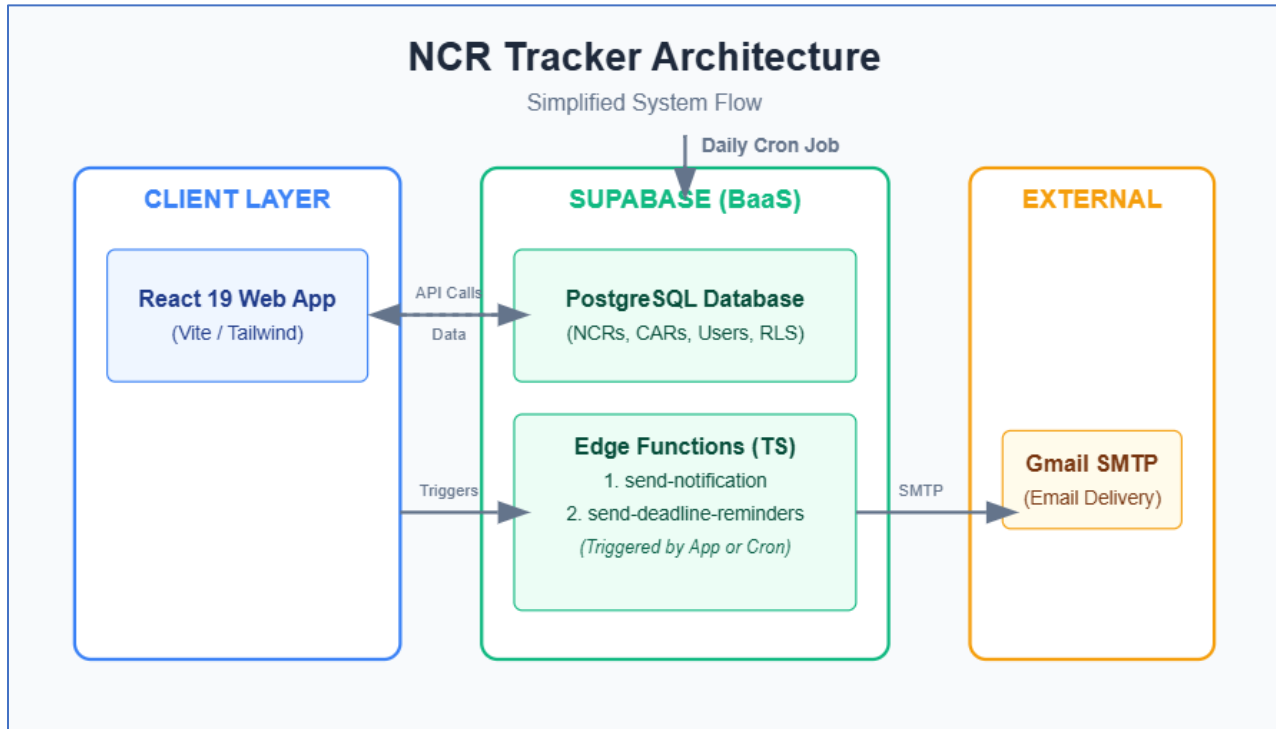 NCR Tracker Architecture
Simplified System Flow
Daily Cron Job
CLIENT LAYER
React 19 Web App
(Vite / Tailwind)
API Calls
Data
Triggers
SUPABASE (BaaS)
PostgreSQL Database
(NCRs, CARs, Users, RLS)
Edge Functions (TS)
1. send-notification
2. send-deadline-reminders
(Triggered by App or Cron)
SMTP
EXTERNAL
Gmail SMTP
(Email Delivery)